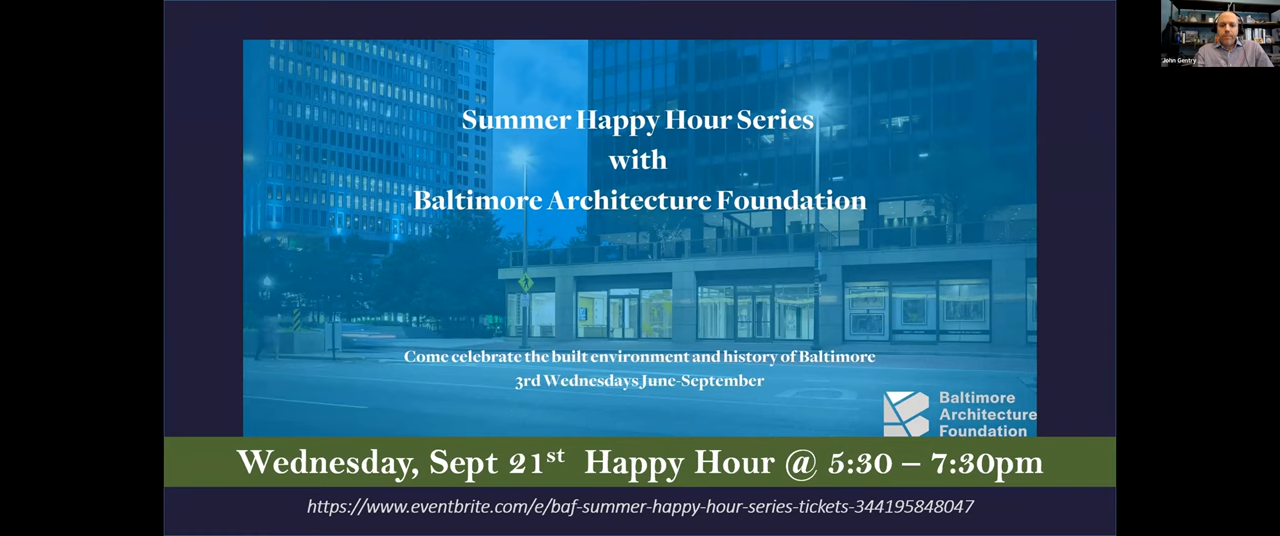 Summer Happy Hour Series
with
Baltimore Architecture Foundation
Come celebrate the built environment and history of Baltimore
3rd Wednesdays June-September
Baltimore
Architecture
Foundation
Wednesday, Sept 21st Happy Hour @ 5:30 – 7:30pm
https://www.eventbrite.com/e/baf-summer-happy-hour-series-tickets-344195848047
John Gentry